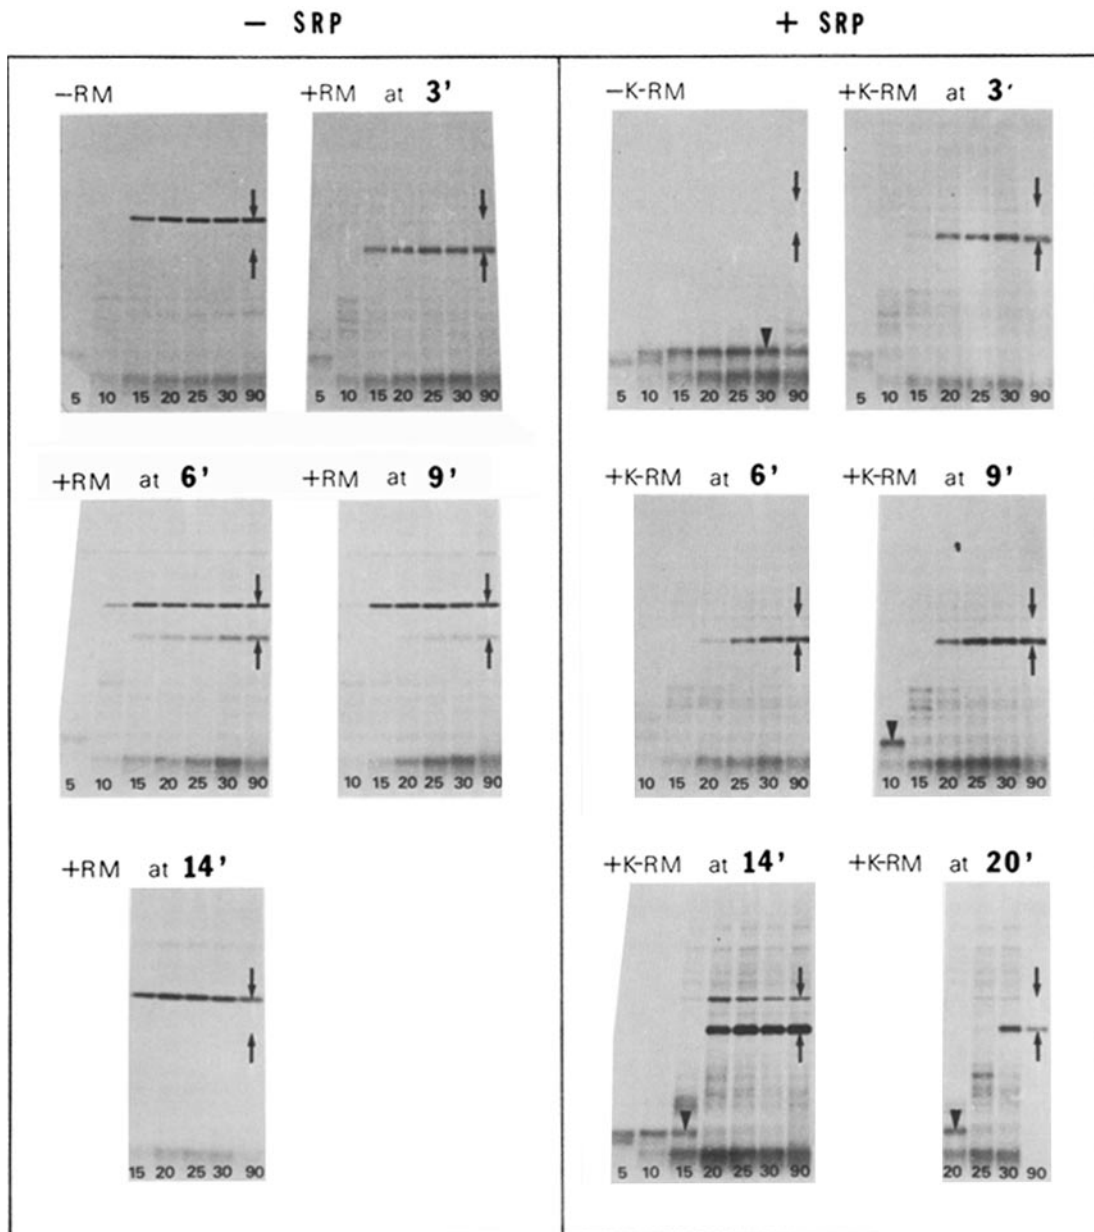 − SRP
+ SRP
−RM
+RM at 3'
5 10 15 20 25 30 90
5 10 15 20 25 30 90
−K-RM
+K-RM at 3'
5 10 15 20 25 30 90
5 10 15 20 25 30 90
+RM at 6'
+RM at 9'
5 10 15 20 25 30 90
10 15 20 25 30 90
+K-RM at 6'
+K-RM at 9'
10 15 20 25 30 90
10 15 20 25 30 90
+RM at 14'
15 20 25 30 90
+K-RM at 14'
+K-RM at 20'
5 10 15 20 25 30 90
20 25 30 90